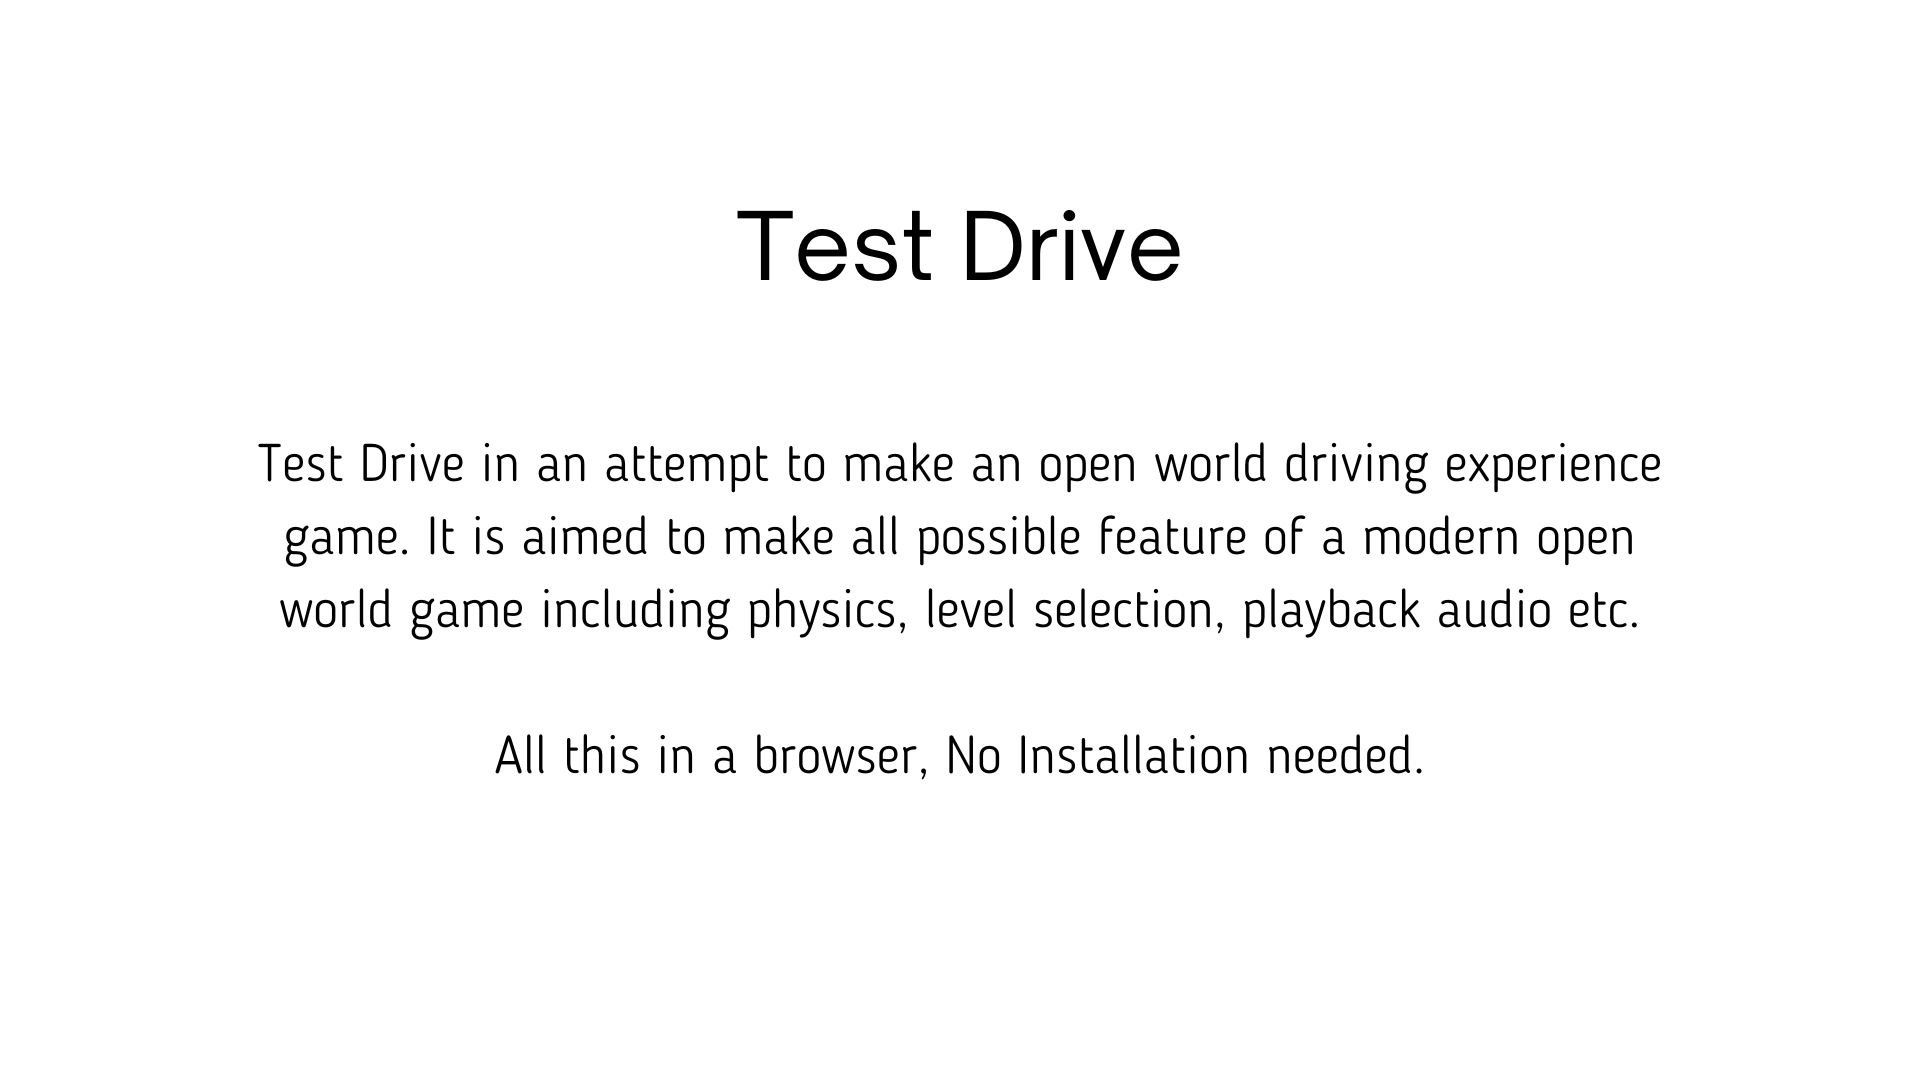 Test Drive
Test Drive in an attempt to make an open world driving experience
game. It is aimed to make all possible feature of a modern open
world game including physics, level selection, playback audio etc.
All this in a browser, No Installation needed.